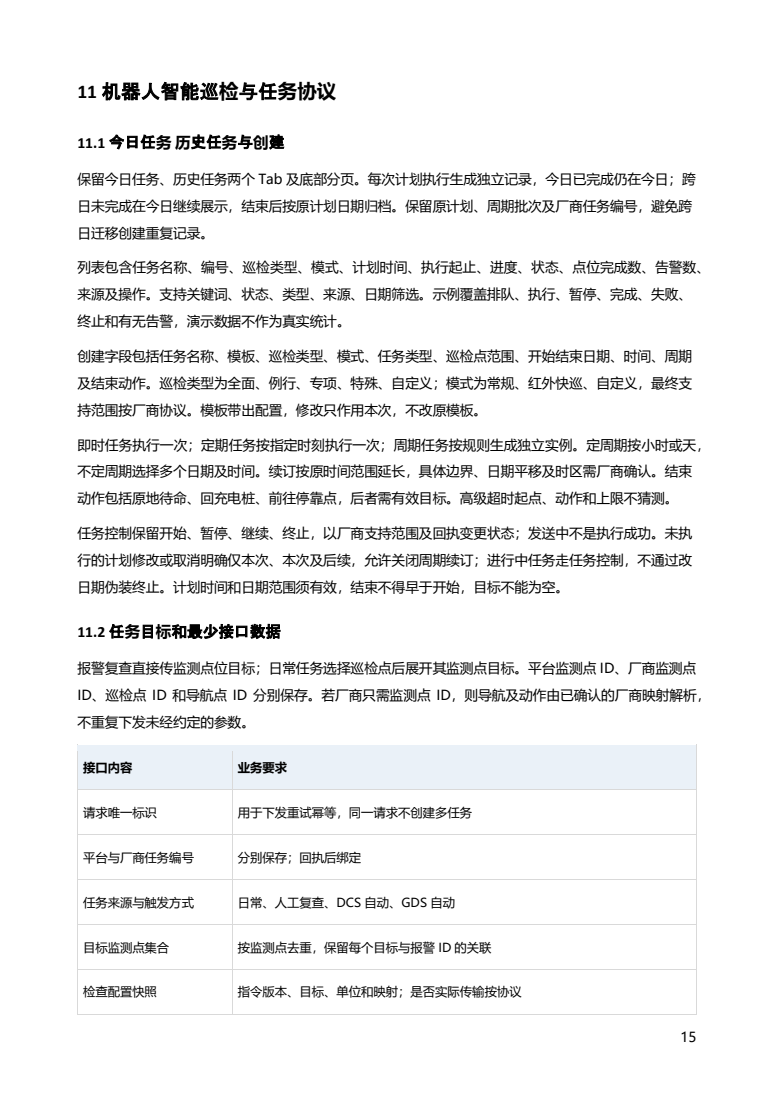 11 机器人智能巡检与任务协议
11.1 今日任务 历史任务与创建
保留今日任务、历史任务两个 Tab 及底部分页。每次计划执行生成独立记录，今日已完成仍在今日；跨
日未完成在今日继续展示，结束后按原计划日期归档。保留原计划、周期批次及厂商任务编号，避免跨
日迁移创建重复记录。
列表包含任务名称、编号、巡检类型、模式、计划时间、执行起止、进度、状态、点位完成数、告警数、
来源及操作。支持关键词、状态、类型、来源、日期筛选。示例覆盖排队、执行、暂停、完成、失败、
终止和有无告警，演示数据不作为真实统计。
创建字段包括任务名称、模板、巡检类型、模式、任务类型、巡检点范围、开始结束日期、时间、周期
及结束动作。巡检类型为全面、例行、专项、特殊、自定义；模式为常规、红外快巡、自定义，最终支
持范围按厂商协议。模板带出配置，修改只作用本次，不改原模板。
即时任务执行一次；定期任务按指定时刻执行一次；周期任务按规则生成独立实例。定周期按小时或天，
不定周期选择多个日期及时间。续订按原时间范围延长，具体边界、日期平移及时区需厂商确认。结束
动作包括原地待命、回充电桩、前往停靠点，后者需有效目标。高级超时起点、动作和上限不猜测。
任务控制保留开始、暂停、继续、终止，以厂商支持范围及回执变更状态；发送中不是执行成功。未执
行的计划修改或取消明确仅本次、本次及后续，允许关闭周期续订；进行中任务走任务控制，不通过改
日期伪装终止。计划时间和日期范围须有效，结束不得早于开始，目标不能为空。
11.2 任务目标和最少接口数据
报警复查直接传监测点位目标；日常任务选择巡检点后展开其监测点目标。平台监测点 ID、厂商监测点
ID、巡检点 ID 和导航点 ID 分别保存。若厂商只需监测点 ID，则导航及动作由已确认的厂商映射解析，
不重复下发未经约定的参数。
接口内容 业务要求
请求唯一标识 用于下发重试幂等，同一请求不创建多任务
平台与厂商任务编号 分别保存；回执后绑定
任务来源与触发方式 日常、人工复查、DCS 自动、GDS 自动
目标监测点集合 按监测点去重，保留每个目标与报警 ID 的关联
检查配置快照 指令版本、目标、单位和映射；是否实际传输按协议
15